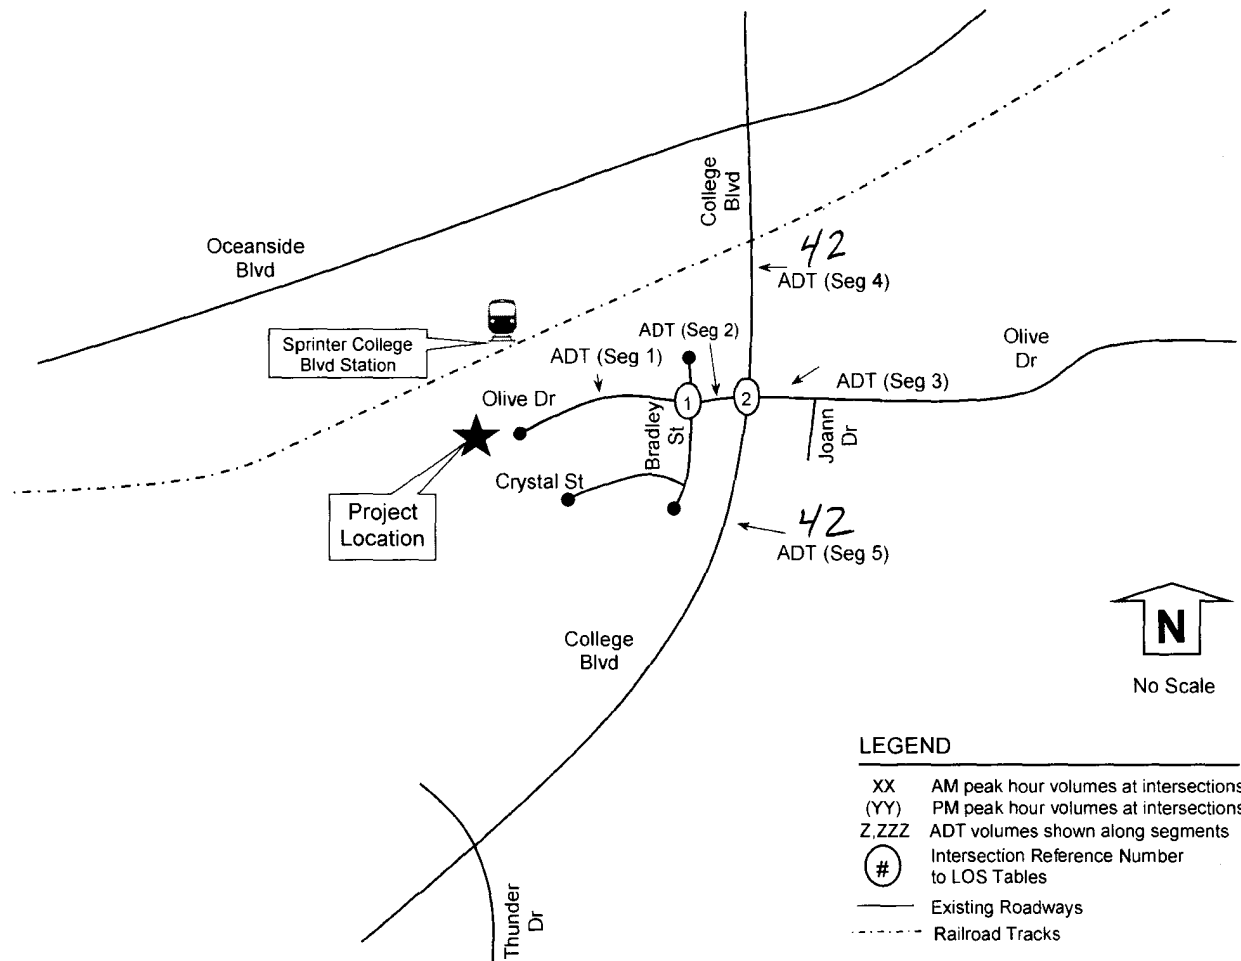 College
Blvd
42
ADT (Seg 4)
Oceanside
Blvd
Sprinter College
Blvd Station
ADT (Seg 2)
ADT (Seg 1)
Olive
Dr
ADT (Seg 3)
Olive Dr
1
2
Bradley
St
Joann
Dr
Crystal St
Project
Location
42
ADT (Seg 5)
N
No Scale
College
Blvd
LEGEND
XX AM peak hour volumes at intersections
(YY) PM peak hour volumes at intersections
Z,ZZZ ADT volumes shown along segments
# Intersection Reference Number
to LOS Tables
Existing Roadways
Railroad Tracks
Thunder
Dr